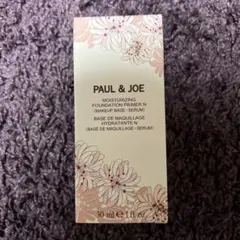 PAUL & JOE
MOISTURIZING
FOUNDATION PRIMER N
(MAKEUP BASE • SERUM)
BASE DE MAQUILLAGE
HYDRATANTE N
(BASE DE MAQUILLAGE • SERUM)
30 ml e 1 fl. oz.